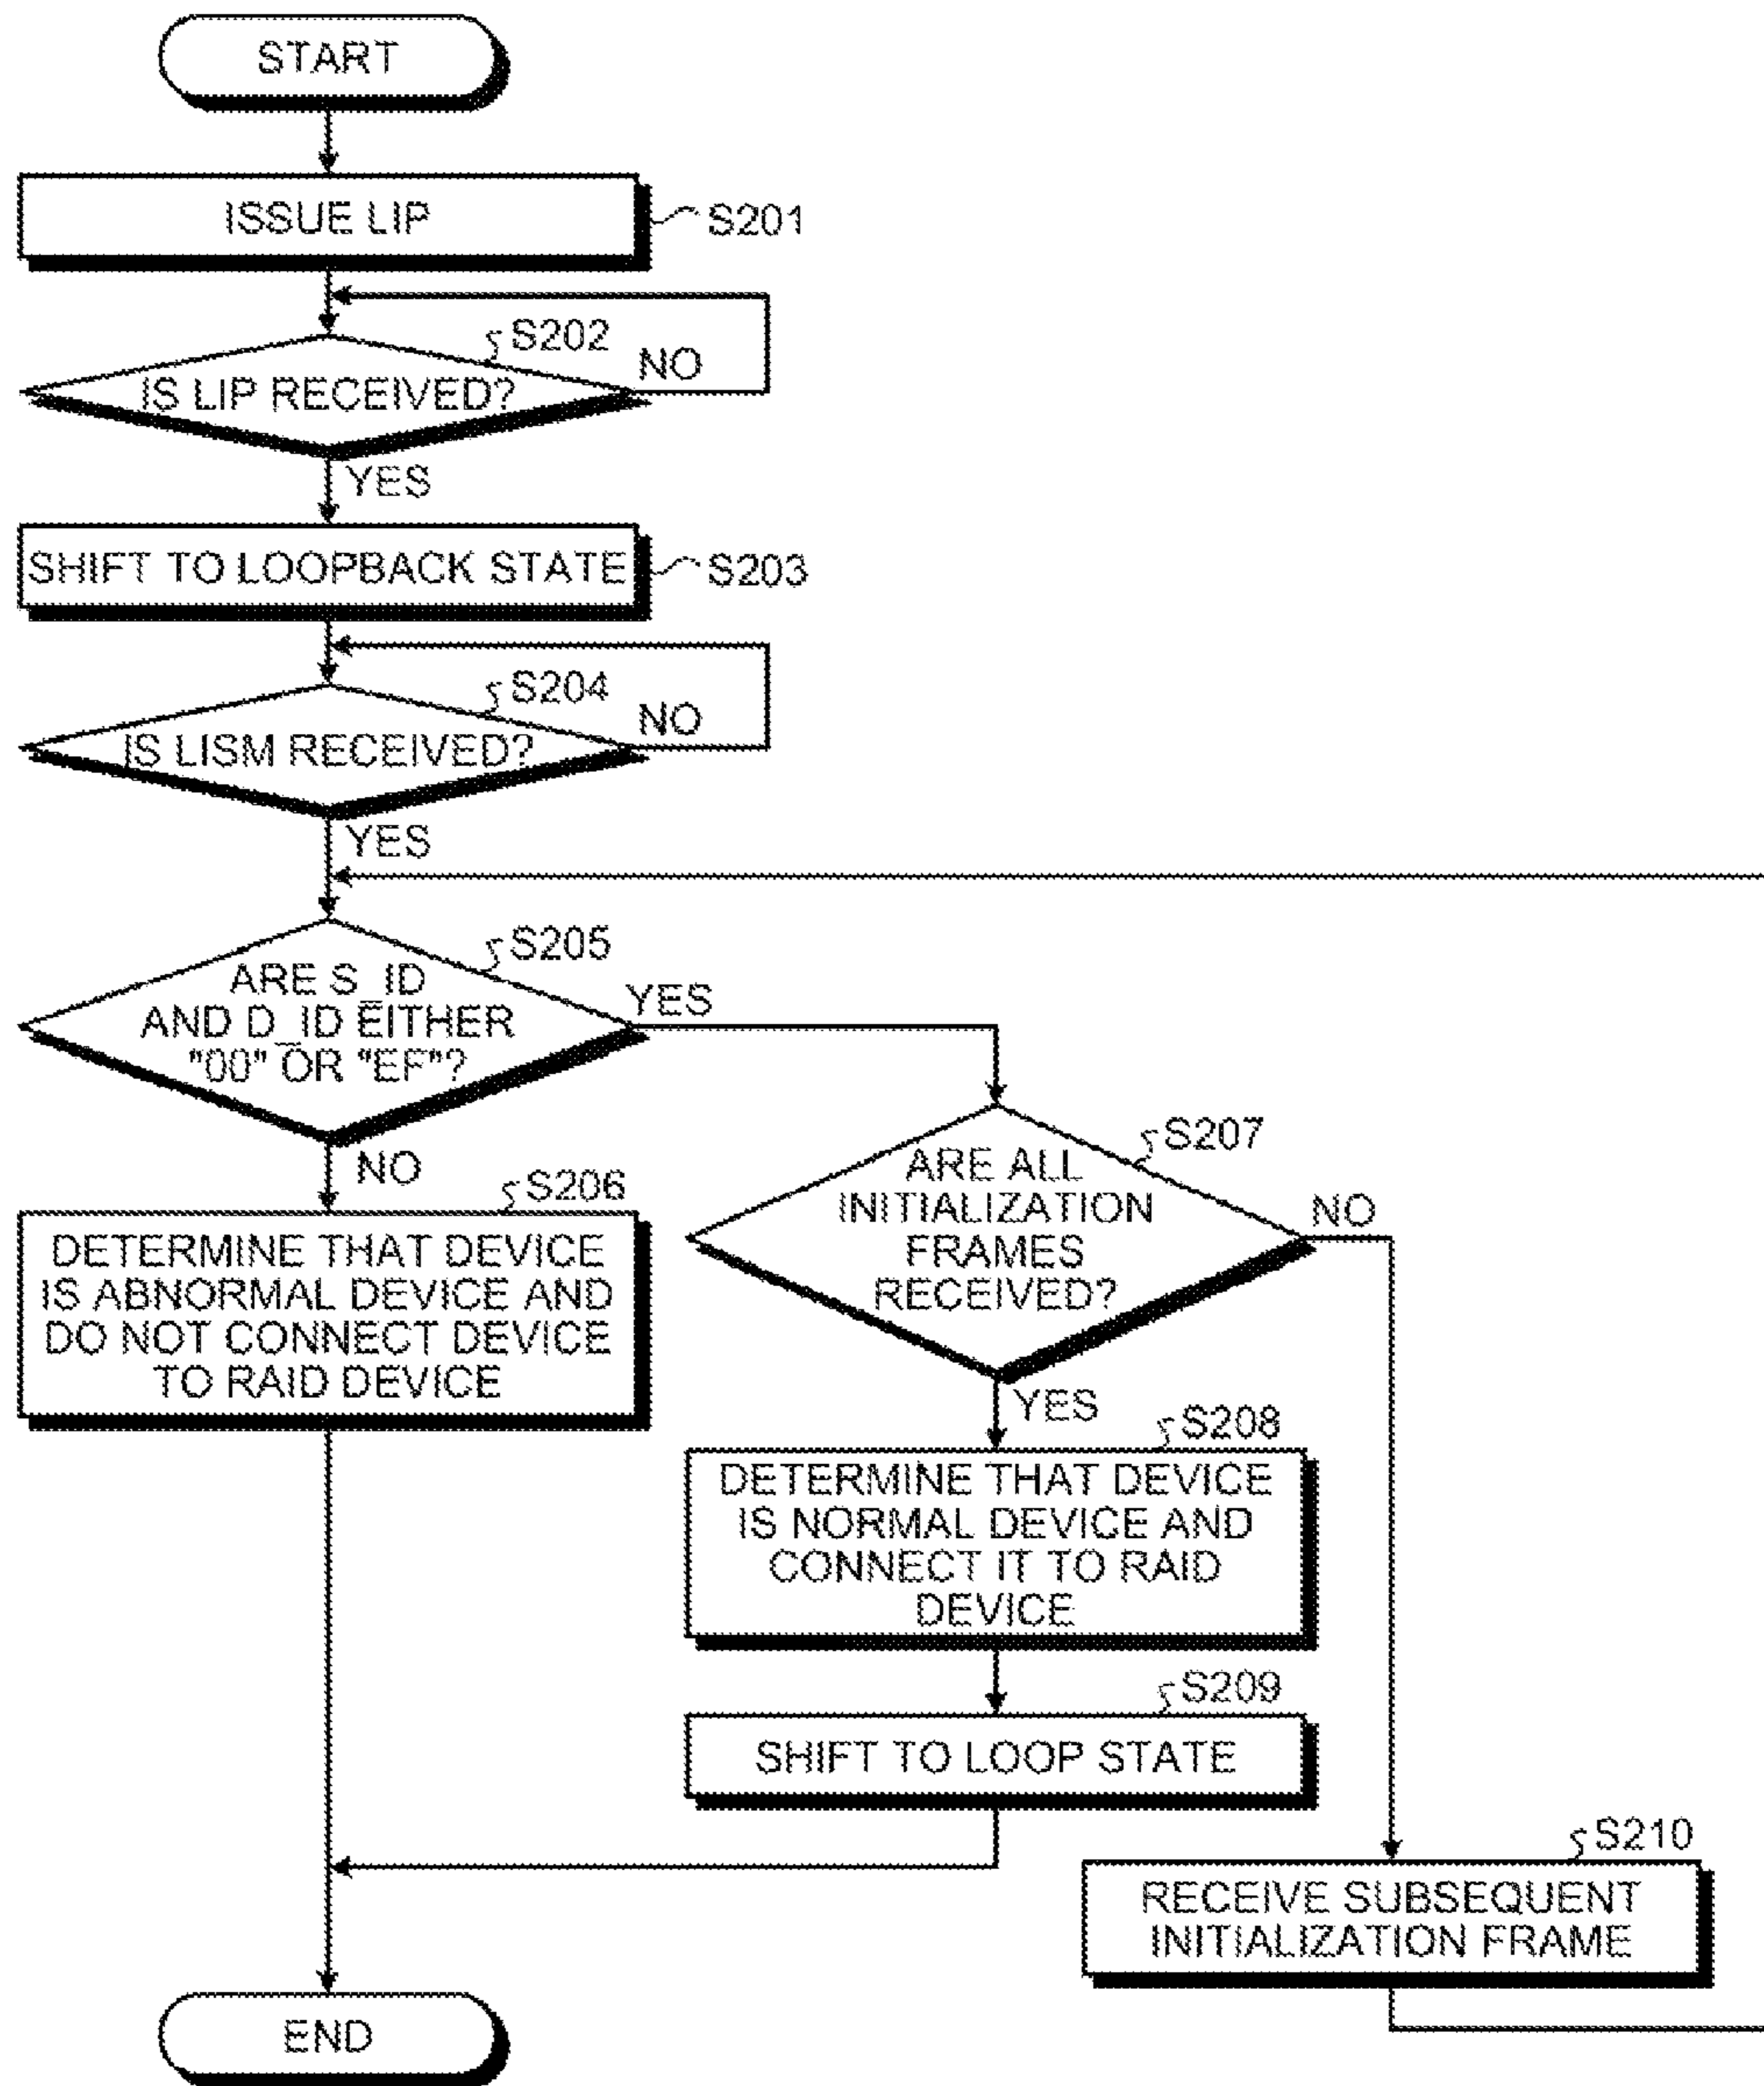 START
ISSUE LIP
S201
S202
IS LIP RECEIVED?
NO
YES
SHIFT TO LOOPBACK STATE
S203
S204
IS LISM RECEIVED?
NO
YES
S205
ARE S_ID
AND D_ID EITHER
"00" OR "EF"?
YES
NO
S206
DETERMINE THAT DEVICE
IS ABNORMAL DEVICE AND
DO NOT CONNECT DEVICE
TO RAID DEVICE
S207
ARE ALL
INITIALIZATION
FRAMES
RECEIVED?
NO
YES
S208
DETERMINE THAT DEVICE
IS NORMAL DEVICE AND
CONNECT IT TO RAID
DEVICE
S209
SHIFT TO LOOP STATE
S210
RECEIVE SUBSEQUENT
INITIALIZATION FRAME
END